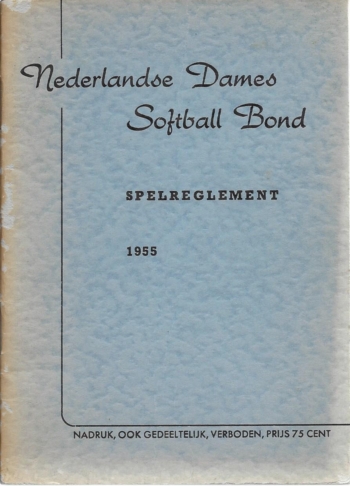 Nederlandse Dames
Softball Bond
SPELREGLEMENT
1955
NADRUK, OOK GEDEELTELIJK, VERBODEN, PRIJS 75 CENT